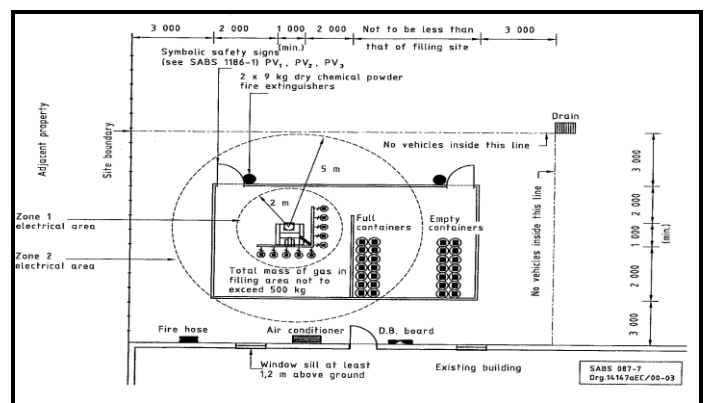 3 000
2 000
1 000
(min.)
2 000
Not to be less than
that of filling site
3 000
Symbolic safety signs
(see SABS 1186-1) PV₁, PV₂, PV₃
2 x 9 kg dry chemical powder
fire extinguishers
Drain
No vehicles inside this line
Adjacent property
Site boundary
5 m
2 m
Zone 1
electrical area
Zone 2
electrical area
Full
containers
Empty
containers
Total mass of gas in
filling area not to
exceed 500 kg
No vehicles inside this line
3 000
2 000
1 000
(min.)
2 000
3 000
Fire hose
Air conditioner
D.B. board
Window sill at least
1,2 m above ground
Existing building
SABS 087-7
Drg.14147aEC/00-03